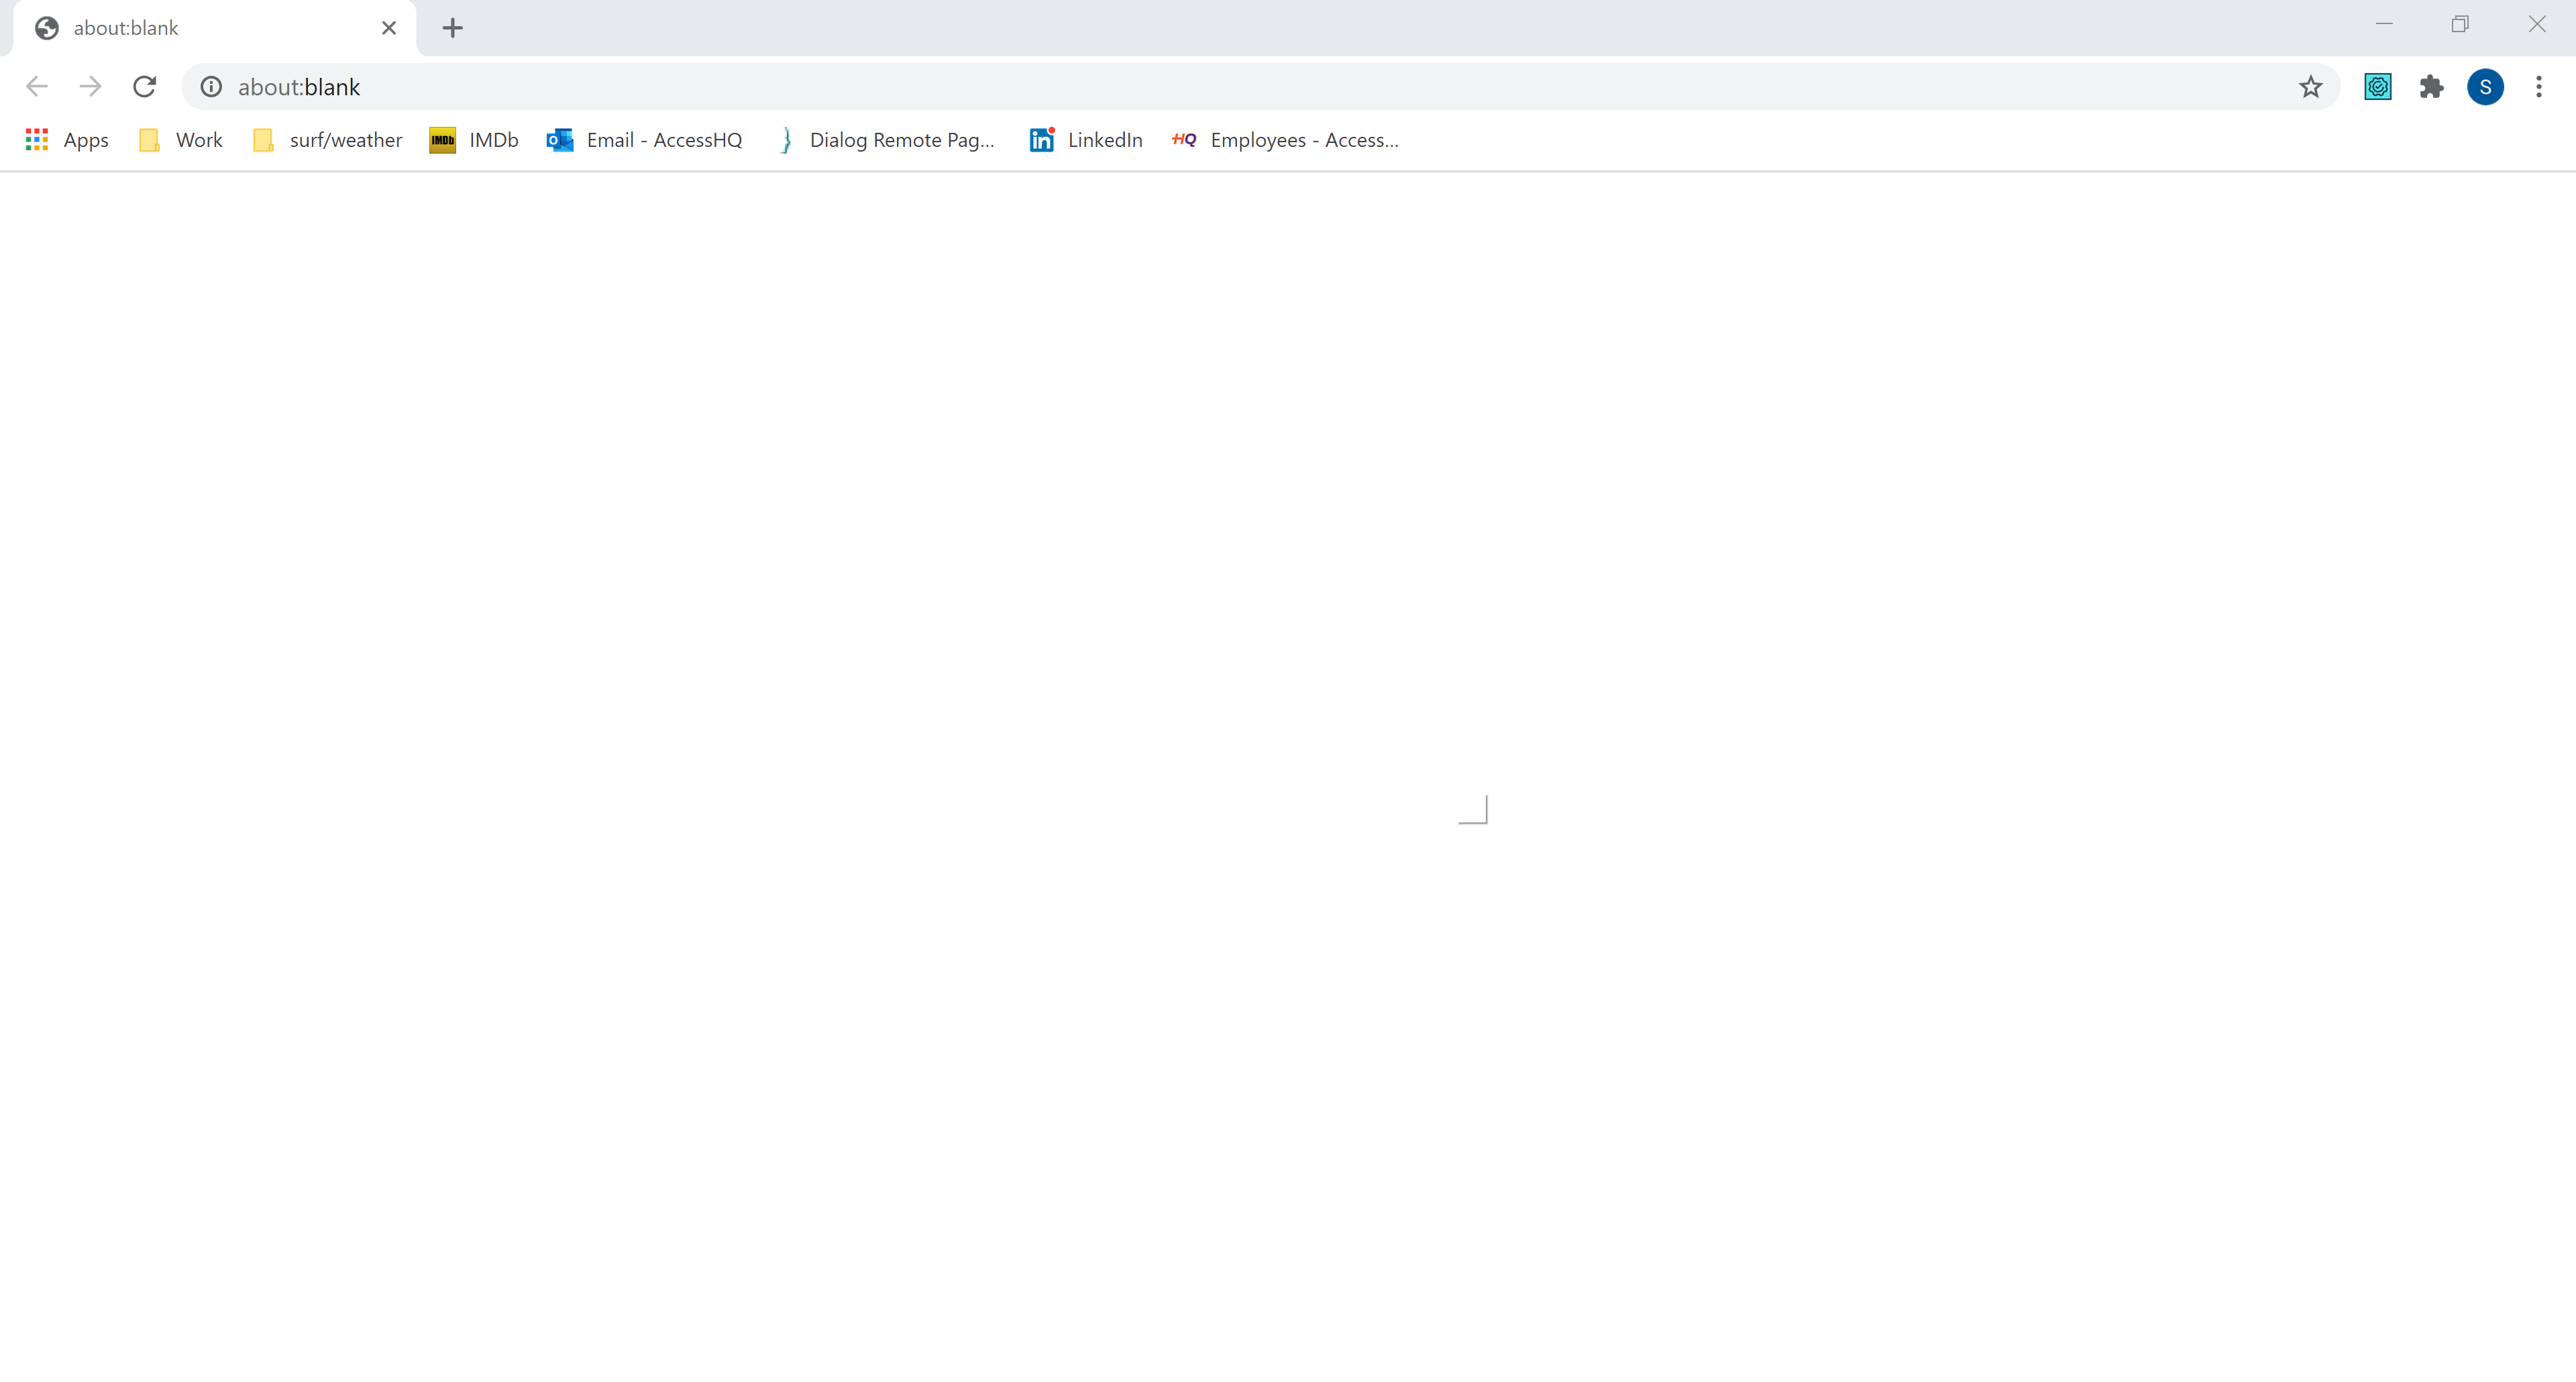 about:blank
about:blank S
Apps Work surf/weather IMDb IMDb Email - AccessHQ Dialog Remote Pag... in LinkedIn HQ Employees - Access...